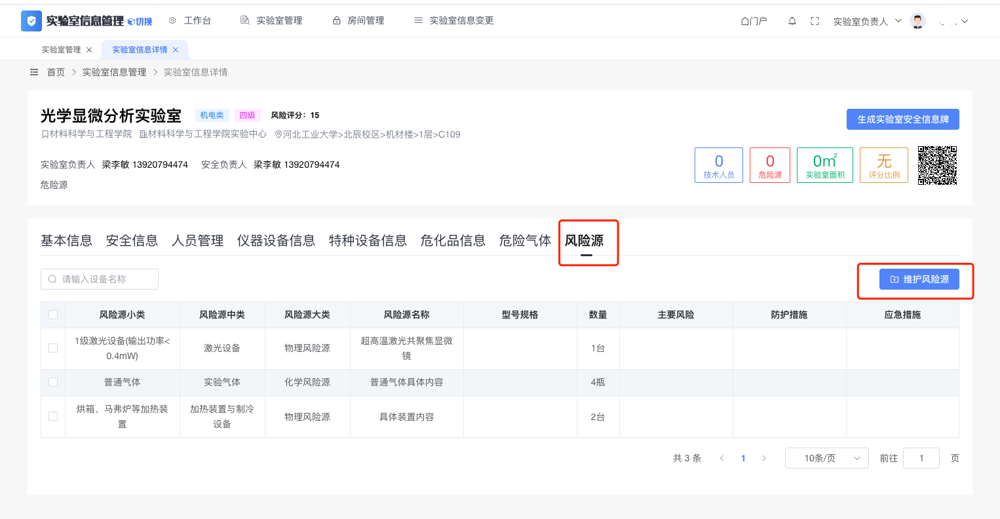 实验室信息管理 切换 工作台 实验室管理 房间管理 实验室信息变更 门户 实验室负责人
实验室管理 实验室信息详情
首页 > 实验室信息管理 > 实验室信息详情
光学显微分析实验室 机电类 四级 风险评分：15
生成实验室安全信息牌
材料科学与工程学院 材料科学与工程学院实验中心 河北工业大学>北辰校区>机材楼>1层>C109
实验室负责人 梁李敏 13920794474 安全负责人 梁李敏 13920794474
危险源
0 技术人员
0 危险源
0㎡ 实验室面积
无 评分比例
基本信息 安全信息 人员管理 仪器设备信息 特种设备信息 危化品信息 危险气体 风险源
请输入设备名称 维护风险源
风险源小类 风险源中类 风险源大类 风险源名称 型号规格 数量 主要风险 防护措施 应急措施
1级激光设备(输出功率<0.4mW) 激光设备 物理风险源 超高温激光共聚焦显微镜 1台
普通气体 实验气体 化学风险源 普通气体具体内容 4瓶
烘箱、马弗炉等加热装置 加热装置与制冷设备 物理风险源 具体装置内容 2台
共 3 条 < 1 > 10条/页 前往 1 页